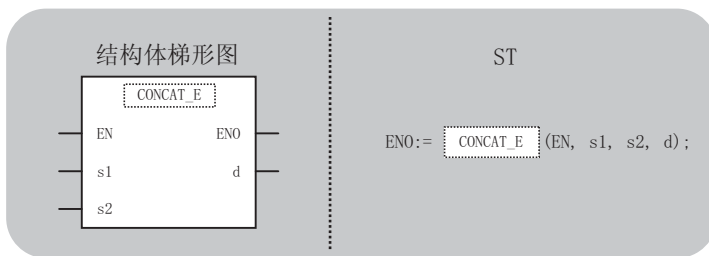 结构体梯形图
CONCAT_E
EN ENO
s1 d
s2
ST
ENO:= CONCAT_E (EN, s1, s2, d);